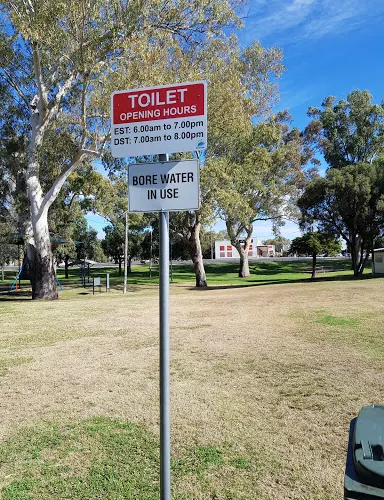 TOILET
OPENING HOURS
EST: 6.00am to 7.00pm
DST: 7.00am to 8.00pm
BORE WATER
IN USE